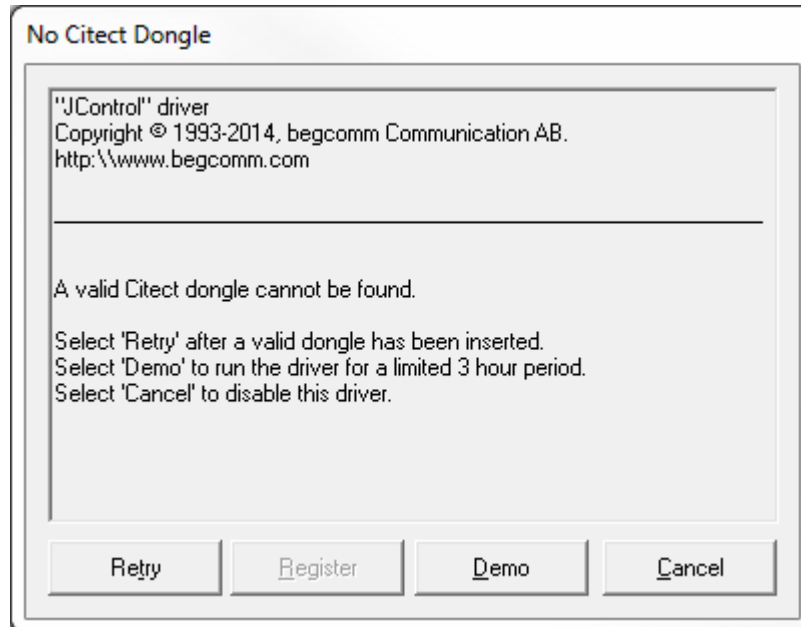 No Citect Dongle
"JControl" driver
Copyright © 1993-2014, begcomm Communication AB.
http:\\www.begcomm.com
A valid Citect dongle cannot be found.
Select 'Retry' after a valid dongle has been inserted.
Select 'Demo' to run the driver for a limited 3 hour period.
Select 'Cancel' to disable this driver.
Retry Register Demo Cancel